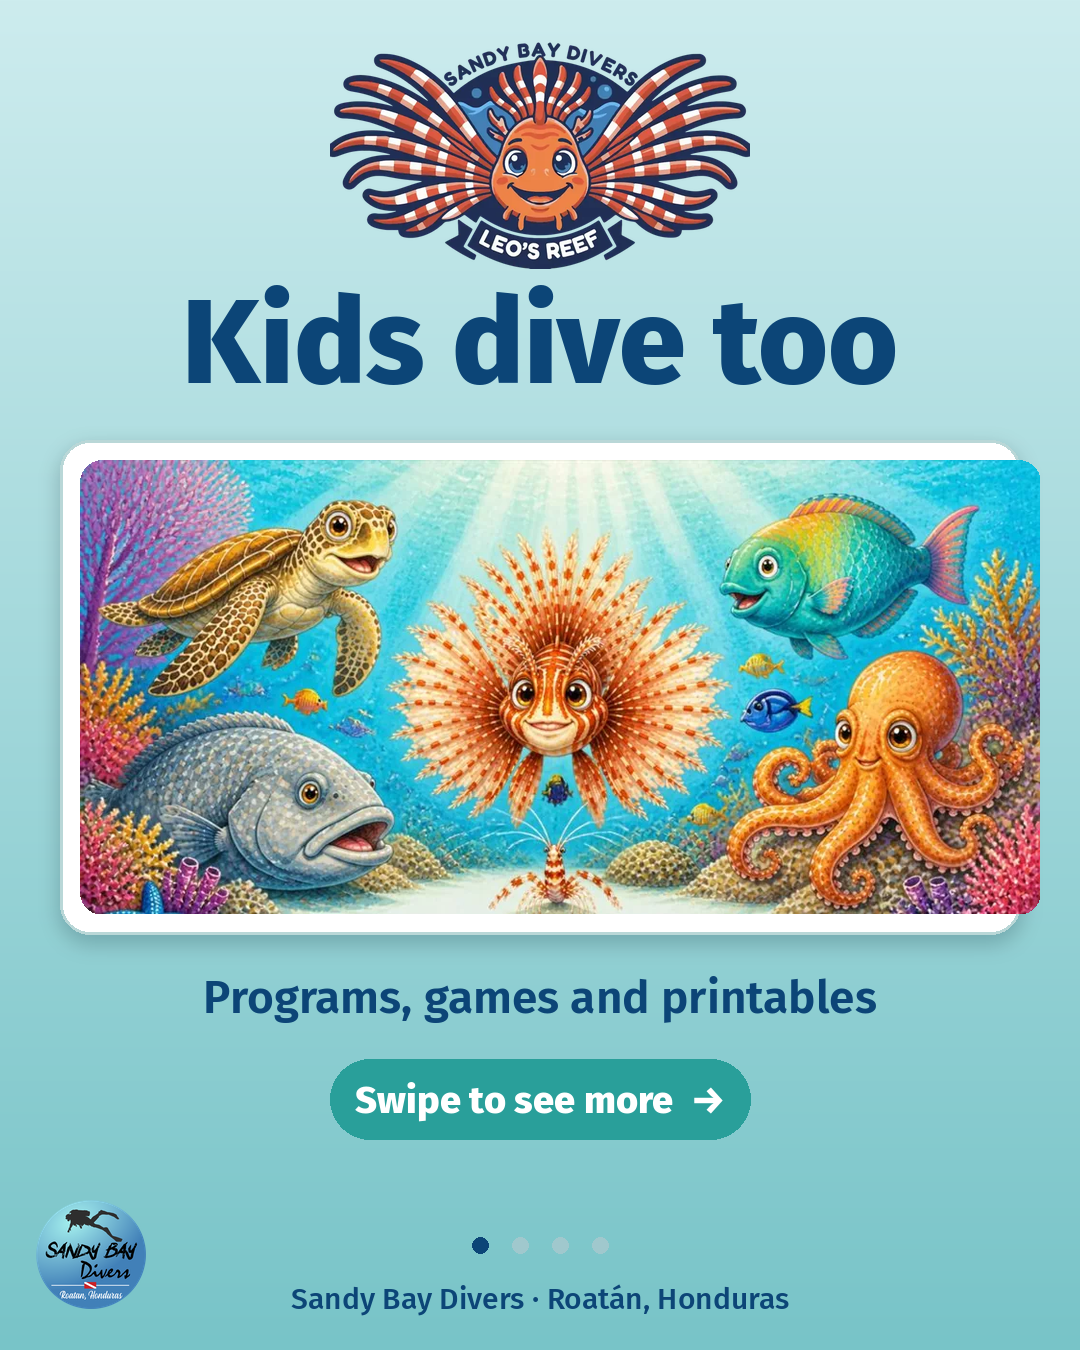 SANDY BAY DIVERS
LEO'S REEF
Kids dive too
Programs, games and printables
Swipe to see more →
SANDY BAY
Divers
Roatan, Honduras
Sandy Bay Divers · Roatán, Honduras